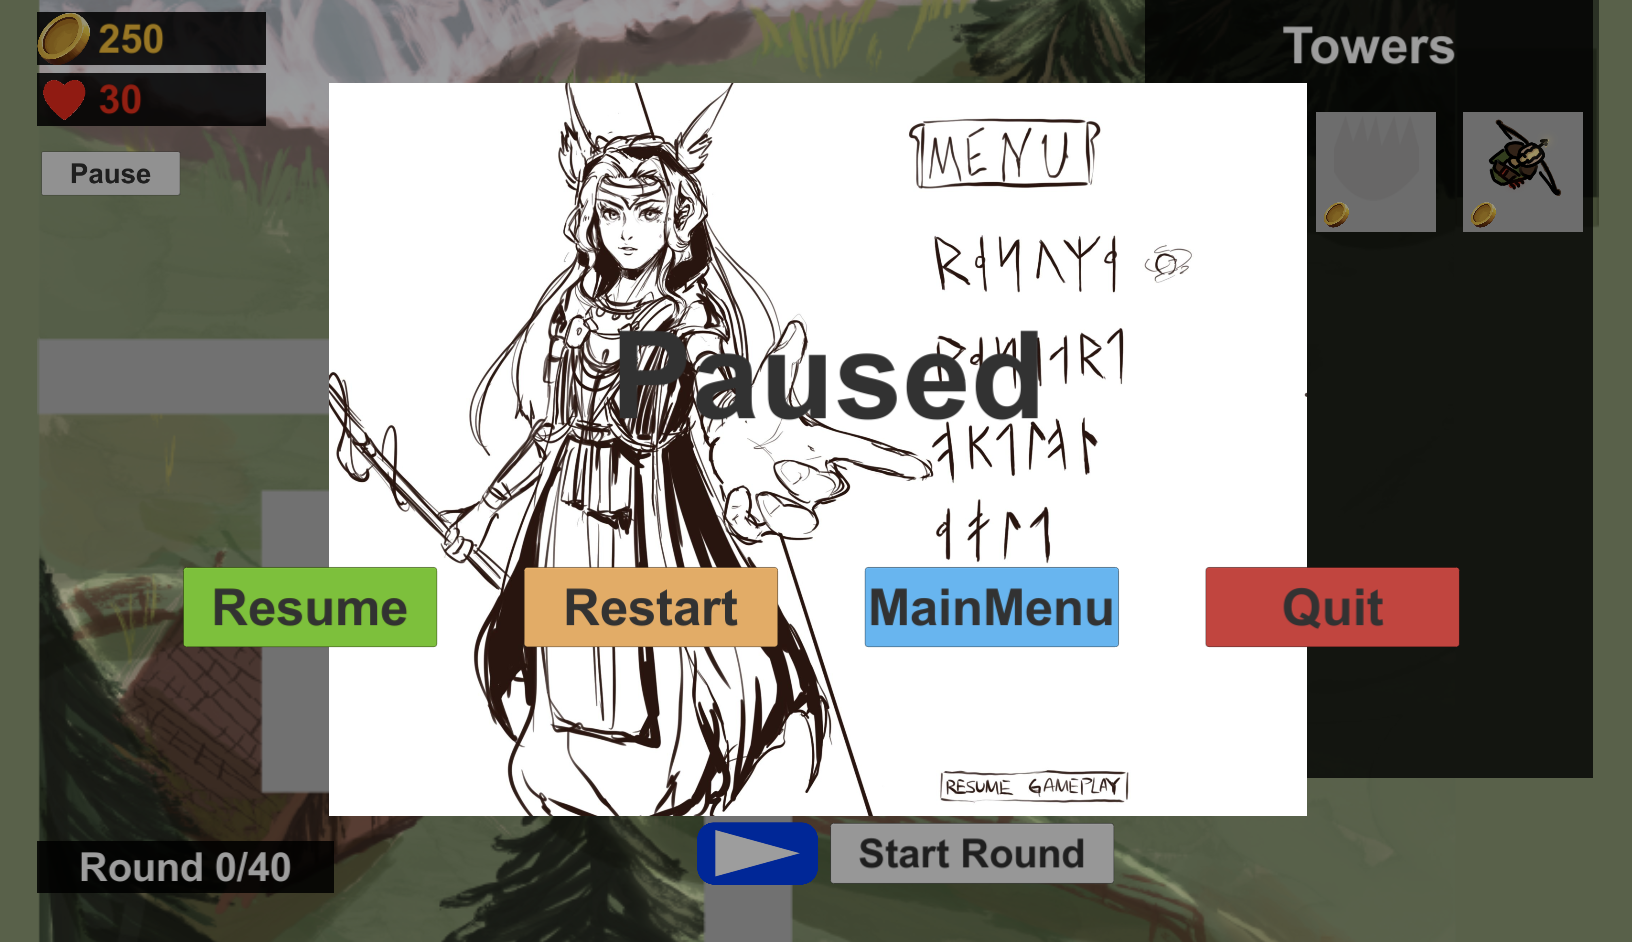 250
Towers
30
MENU
Pause
Paused
Resume
Restart
MainMenu
Quit
RESUME GAMEPLAY
Start Round
Round 0/40